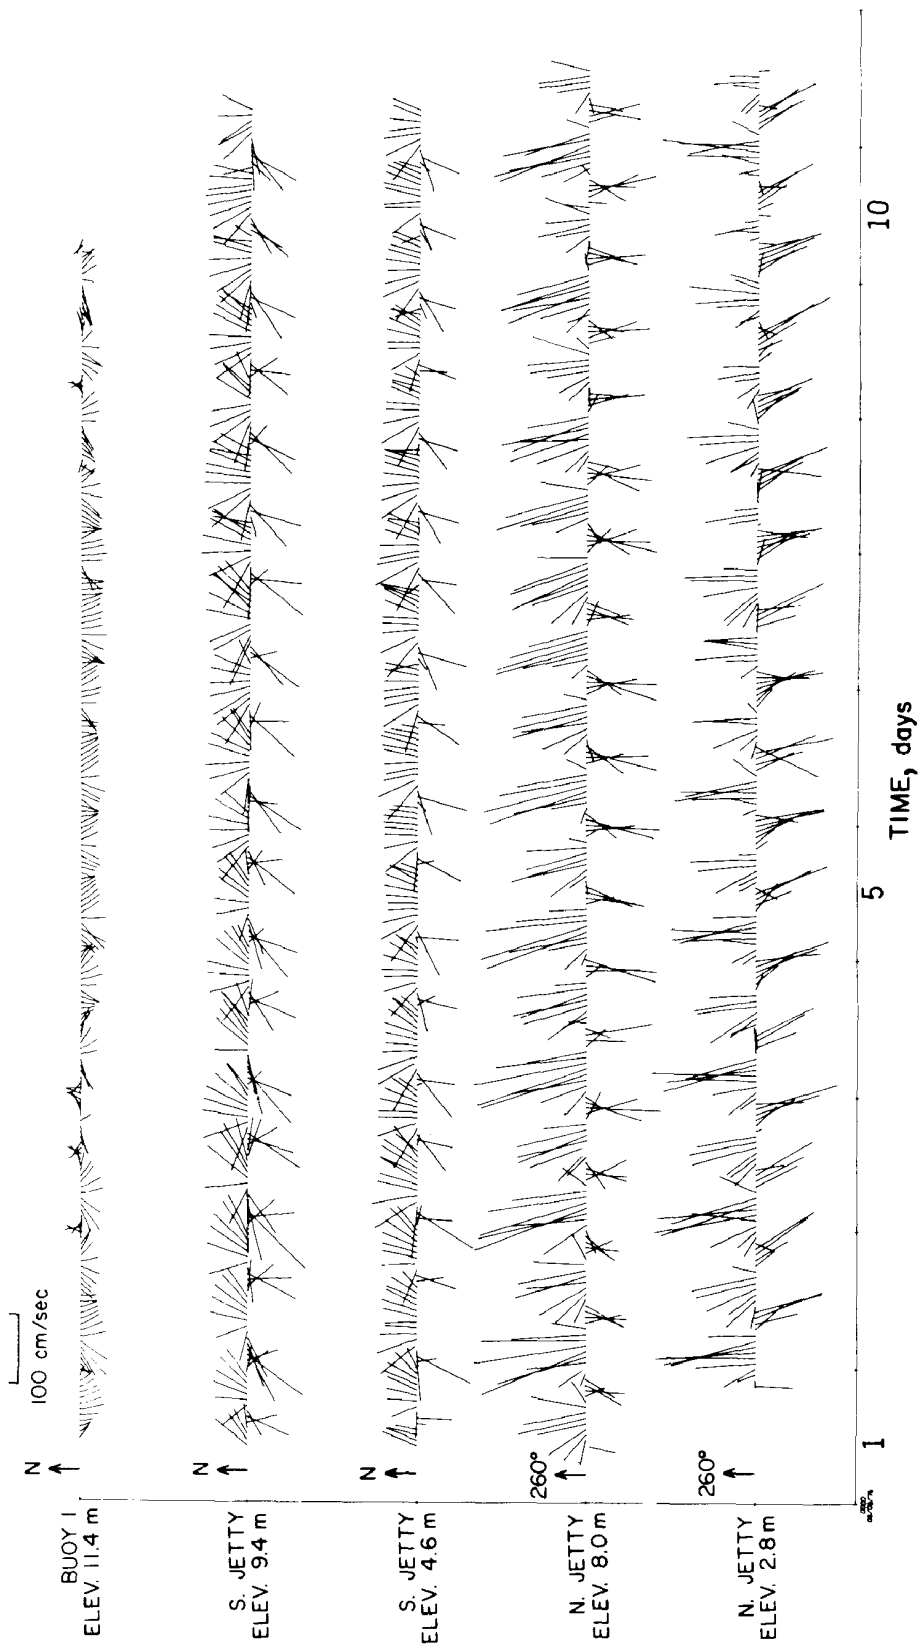 100 cm/sec
BUOY 1
ELEV. 11.4 m
N
S. JETTY
ELEV. 9.4 m
N
S. JETTY
ELEV. 4.6 m
N
N. JETTY
ELEV. 8.0 m
260°
N. JETTY
ELEV. 2.8 m
260°
1
5
10
TIME, days